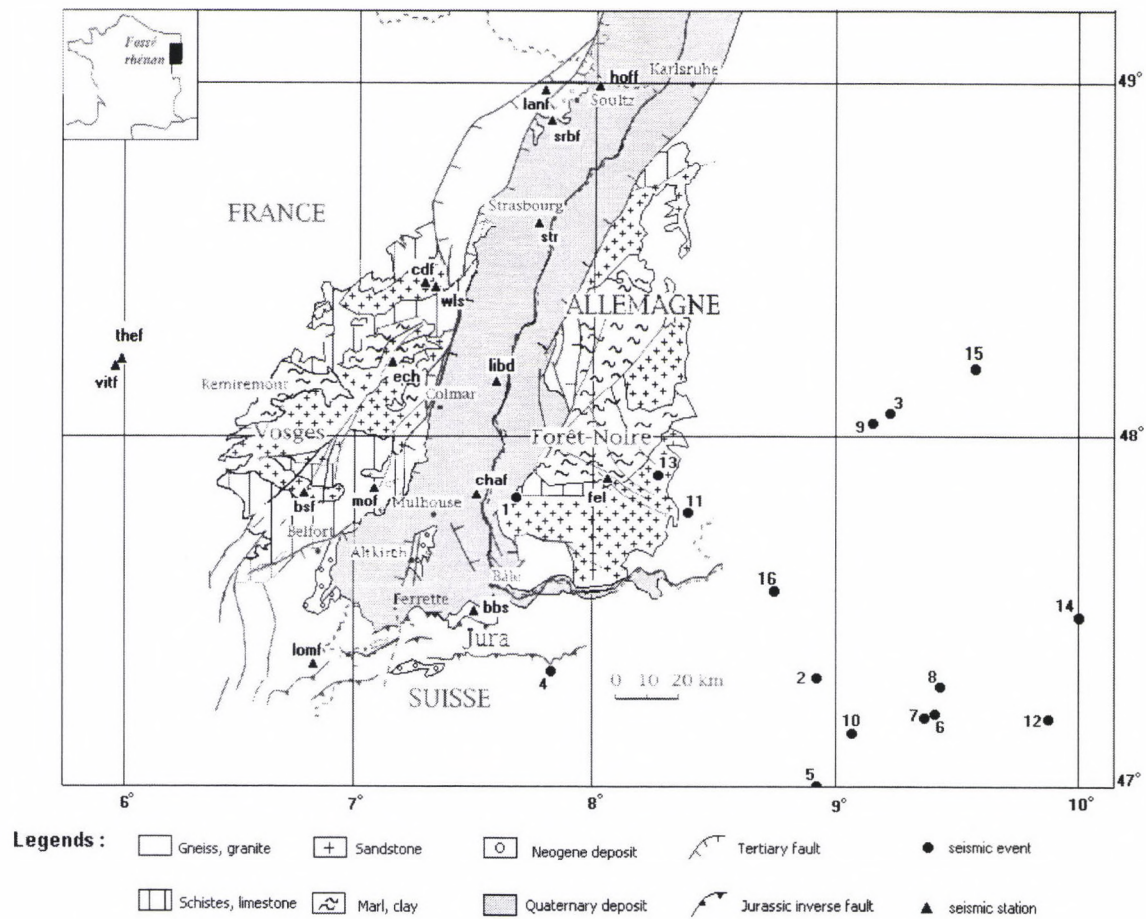 Fossé
rhénan
Karlsruhe
hoff
49°
lanf
Soultz
srbf
FRANCE
Strasbourg
str
cdf
wls
ALLEMAGNE
thef
vitf
ech
libd
15
Remiremont
Colmar
3
9
Vosges
Forêt-Noire
48°
13
bsf
mof
chaf
fel
Mulhouse
1
11
Belfort
Altkirch
Bâle
16
Ferrette
bbs
14
Jura
lomf
4
0 10 20 km
2
8
SUISSE
7
6
12
10
5
47°
6°
7°
8°
9°
10°
Legends :
Gneiss, granite
Sandstone
Neogene deposit
Tertiary fault
seismic event
Schistes, limestone
Marl, clay
Quaternary deposit
Jurassic inverse fault
seismic station